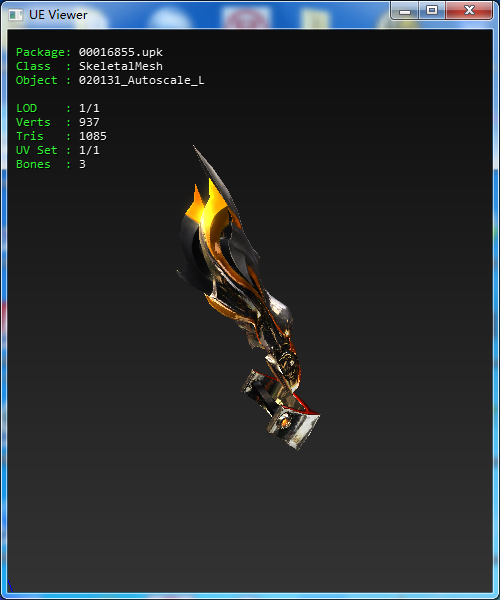 UE Viewer
Package: 00016855.upk
Class : SkeletalMesh
Object : 020131_Autoscale_L
LOD : 1/1
Verts : 937
Tris : 1085
UV Set : 1/1
Bones : 3